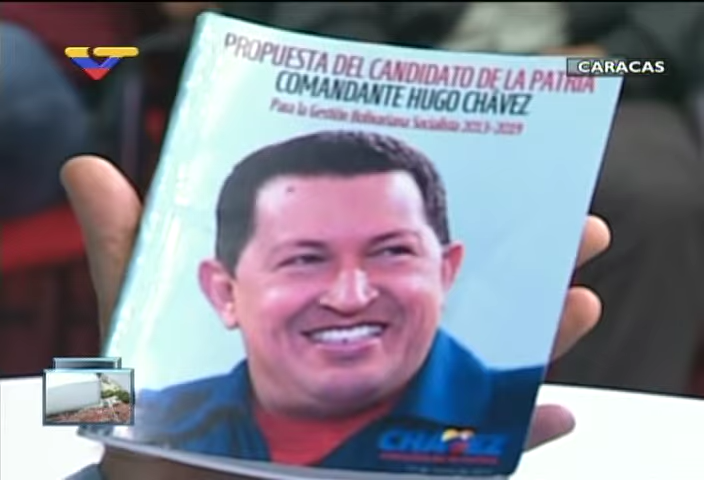 PROPUESTA DEL CANDIDATO DE LA PATRIA
COMANDANTE HUGO CHÁVEZ
Para la Gestión Bolivariana Socialista 2013-2019
CARACAS
CHÁVEZ